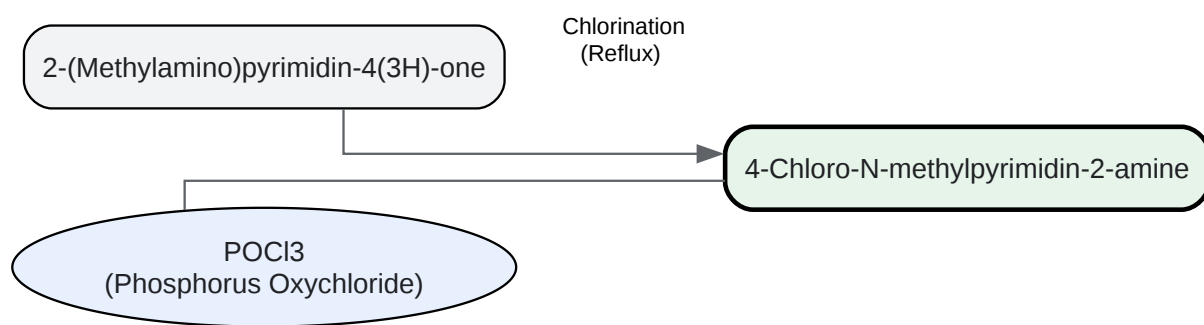 Chlorination
(Reflux)
2-(Methylamino)pyrimidin-4(3H)-one
4-Chloro-N-methylpyrimidin-2-amine
POCl3
(Phosphorus Oxychloride)